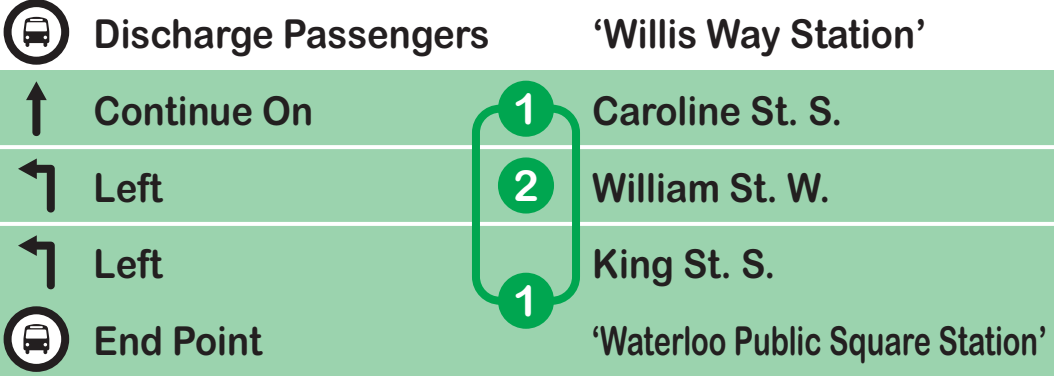 Discharge Passengers ‘Willis Way Station’
Continue On 1 Caroline St. S.
Left 2 William St. W.
Left King St. S.
1
End Point ‘Waterloo Public Square Station’